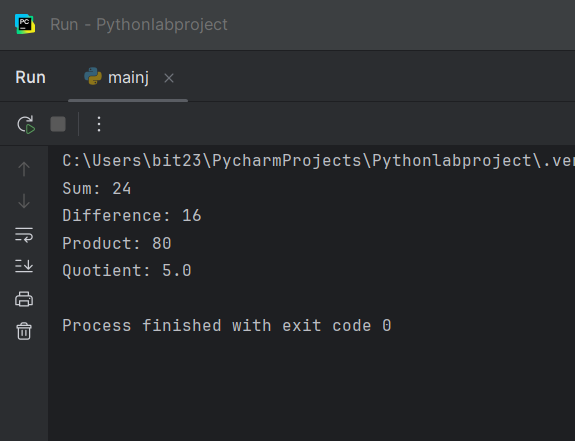 PC
Run - Pythonlabproject
Run
mainj
C:\Users\bit23\PycharmProjects\Pythonlabproject\.ven
Sum: 24
Difference: 16
Product: 80
Quotient: 5.0
Process finished with exit code 0